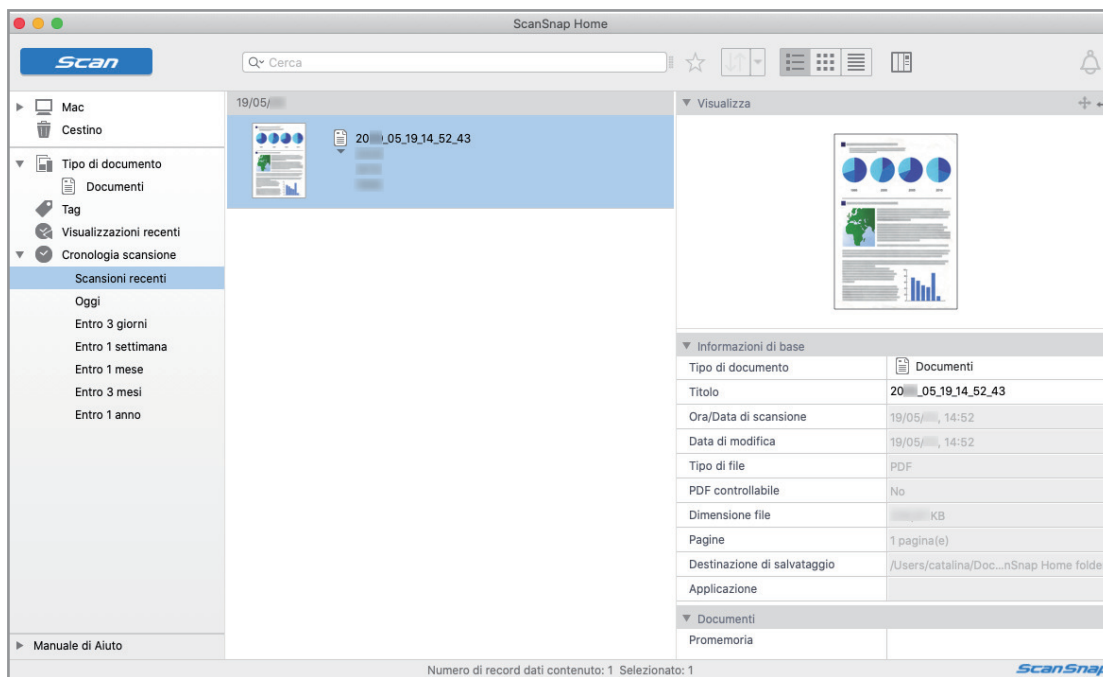 ScanSnap Home
Scan
Cerca
Mac
Cestino
Tipo di documento
Documenti
Tag
Visualizzazioni recenti
Cronologia scansione
Scansioni recenti
Oggi
Entro 3 giorni
Entro 1 settimana
Entro 1 mese
Entro 3 mesi
Entro 1 anno
Manuale di Aiuto
19/05/
20 _05_19_14_52_43
Visualizza
Informazioni di base
Tipo di documento Documenti
Titolo 20 _05_19_14_52_43
Ora/Data di scansione 19/05/ , 14:52
Data di modifica 19/05/ , 14:52
Tipo di file PDF
PDF controllabile No
Dimensione file KB
Pagine 1 pagina(e)
Destinazione di salvataggio /Users/catalina/Doc...nSnap Home folde
Applicazione
Documenti
Promemoria
Numero di record dati contenuto: 1 Selezionato: 1
ScanSnap